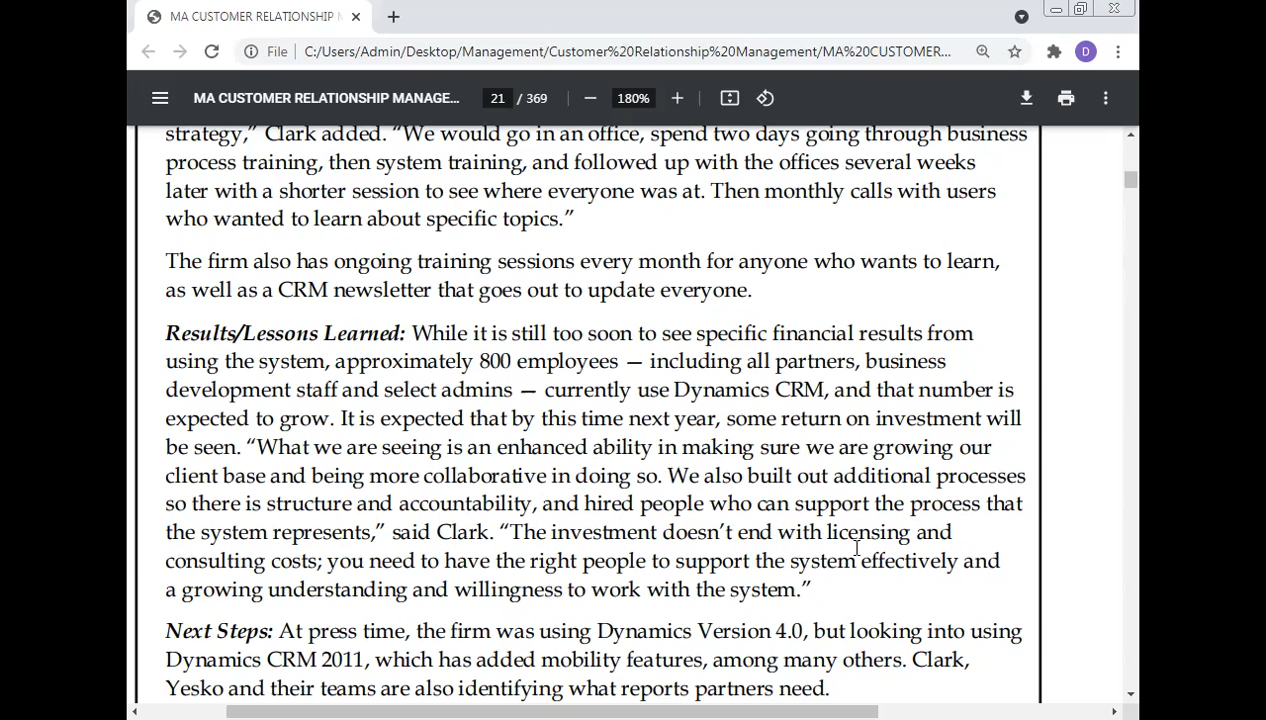 MA CUSTOMER RELATIONSHIP M
File C:/Users/Admin/Desktop/Management/Customer%20Relationship%20Management/MA%20CUSTOMER...
D
MA CUSTOMER RELATIONSHIP MANAGE... 21 / 369 180%
strategy,” Clark added. “We would go in an office, spend two days going through business
process training, then system training, and followed up with the offices several weeks
later with a shorter session to see where everyone was at. Then monthly calls with users
who wanted to learn about specific topics.”
The firm also has ongoing training sessions every month for anyone who wants to learn,
as well as a CRM newsletter that goes out to update everyone.
Results/Lessons Learned: While it is still too soon to see specific financial results from
using the system, approximately 800 employees — including all partners, business
development staff and select admins — currently use Dynamics CRM, and that number is
expected to grow. It is expected that by this time next year, some return on investment will
be seen. “What we are seeing is an enhanced ability in making sure we are growing our
client base and being more collaborative in doing so. We also built out additional processes
so there is structure and accountability, and hired people who can support the process that
the system represents,” said Clark. “The investment doesn’t end with licensing and
consulting costs; you need to have the right people to support the system effectively and
a growing understanding and willingness to work with the system.”
Next Steps: At press time, the firm was using Dynamics Version 4.0, but looking into using
Dynamics CRM 2011, which has added mobility features, among many others. Clark,
Yesko and their teams are also identifying what reports partners need.